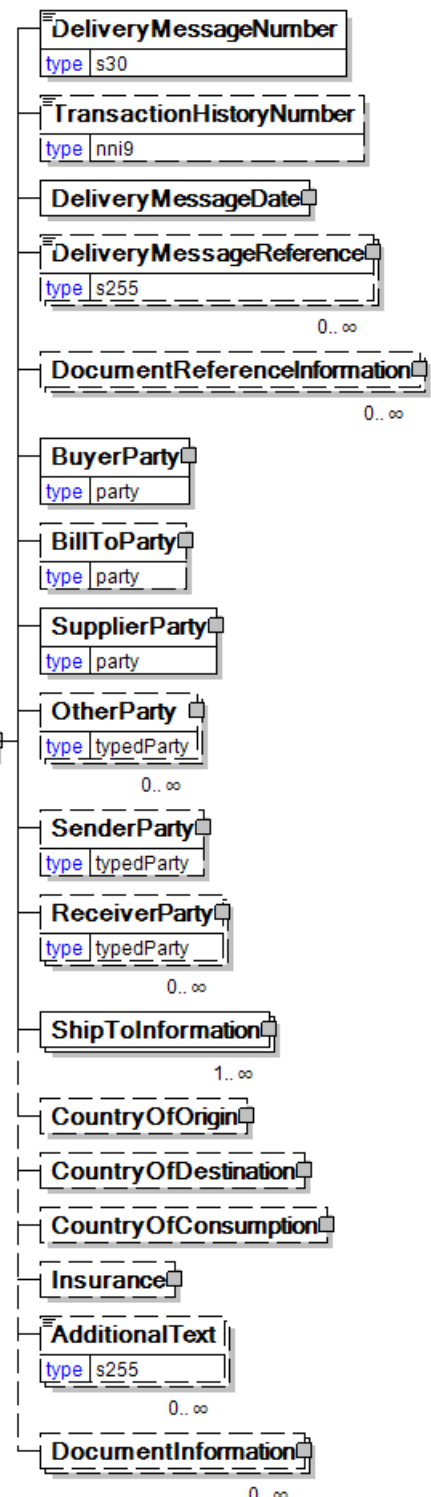 DeliveryMessageNumber
type s30
TransactionHistoryNumber
type nni9
DeliveryMessageDate
DeliveryMessageReference
type s255
0.. ∞
DocumentReferenceInformation
0.. ∞
BuyerParty
type party
BillToParty
type party
SupplierParty
type party
OtherParty
type typedParty
0.. ∞
SenderParty
type typedParty
ReceiverParty
type typedParty
0.. ∞
ShipToInformation
1.. ∞
CountryOfOrigin
CountryOfDestination
CountryOfConsumption
Insurance
AdditionalText
type s255
0.. ∞
DocumentInformation
0.. ∞